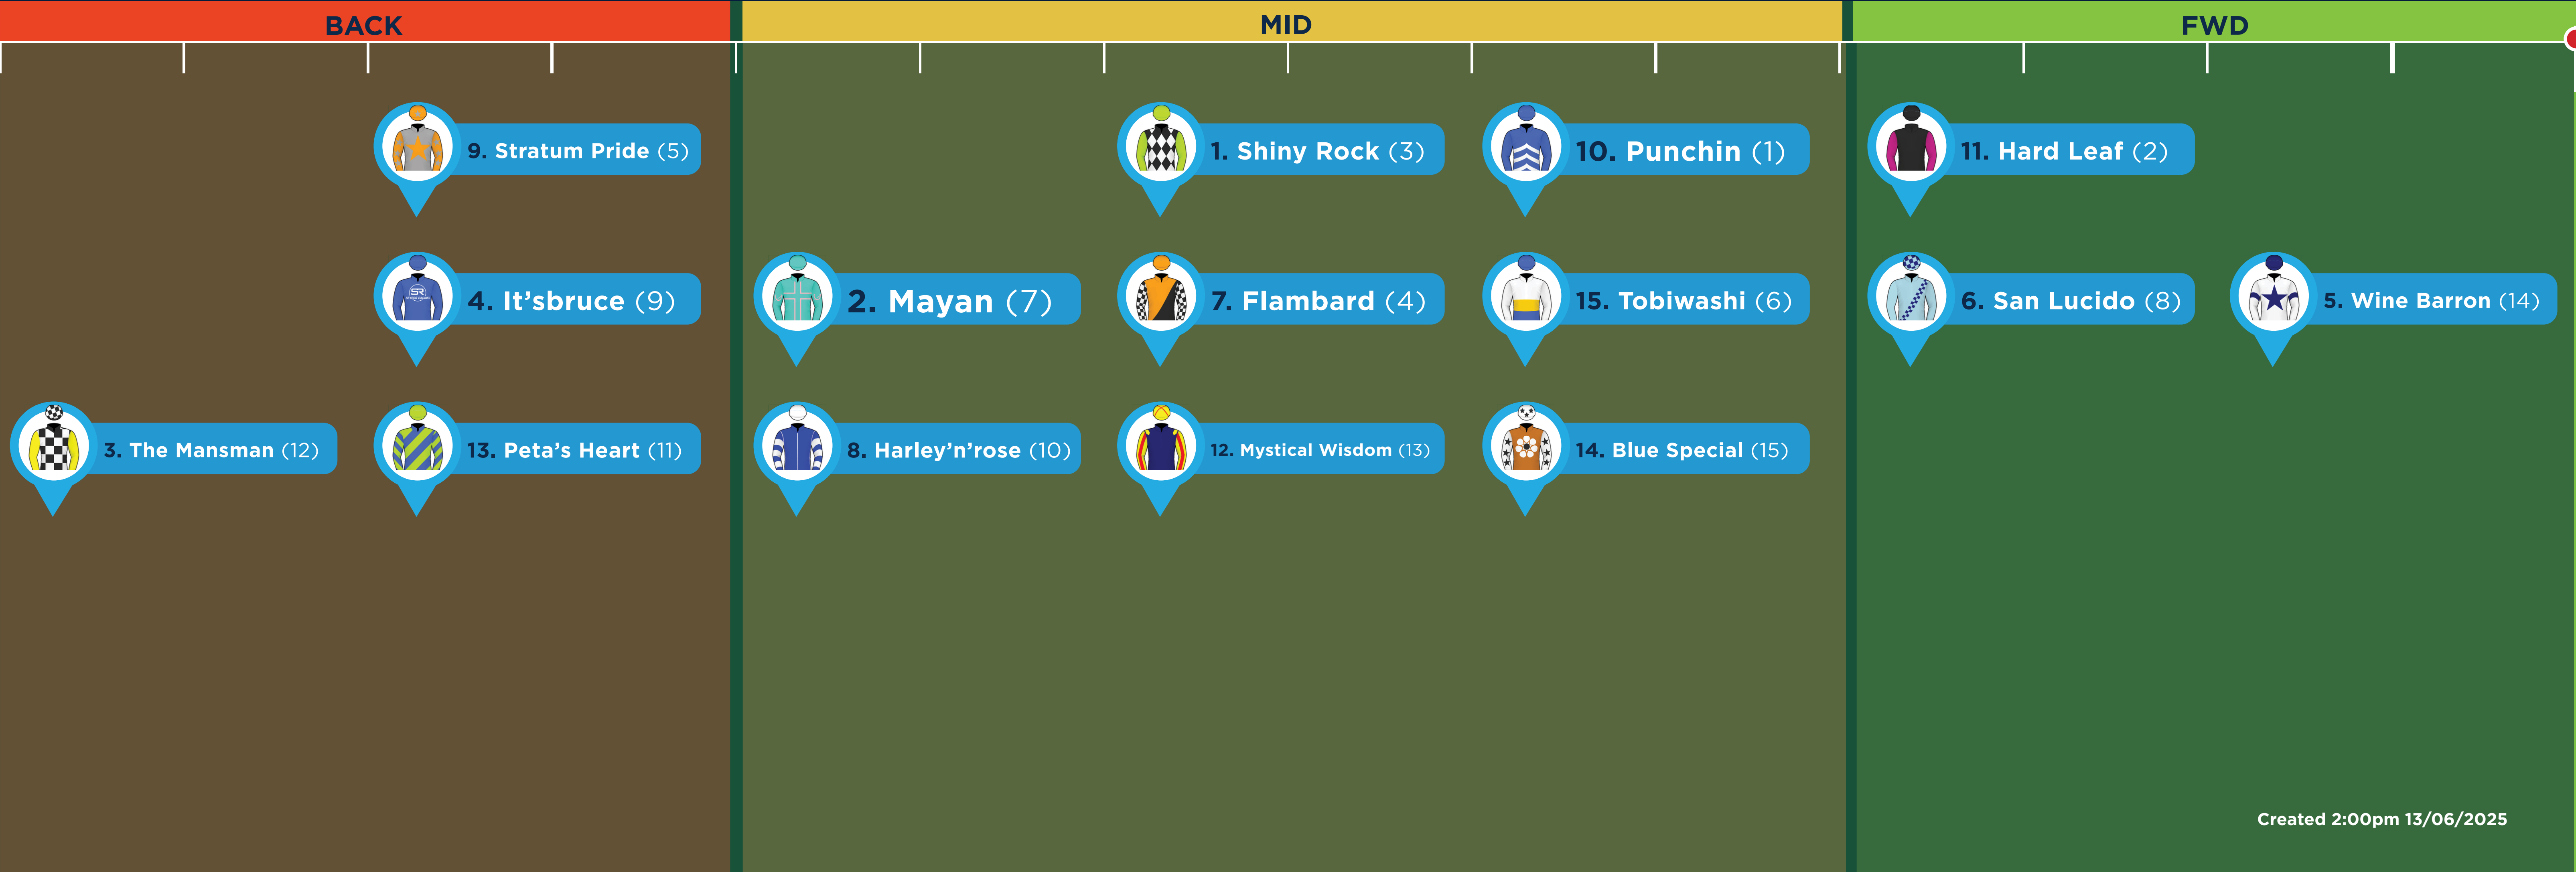 BACK
MID
FWD
9. Stratum Pride (5)
1. Shiny Rock (3)
10. Punchin (1)
11. Hard Leaf (2)
4. It’sbruce (9)
2. Mayan (7)
7. Flambard (4)
15. Tobiwashi (6)
6. San Lucido (8)
5. Wine Barron (14)
3. The Mansman (12)
13. Peta’s Heart (11)
8. Harley’n’rose (10)
12. Mystical Wisdom (13)
14. Blue Special (15)
SR
Created 2:00pm 13/06/2025